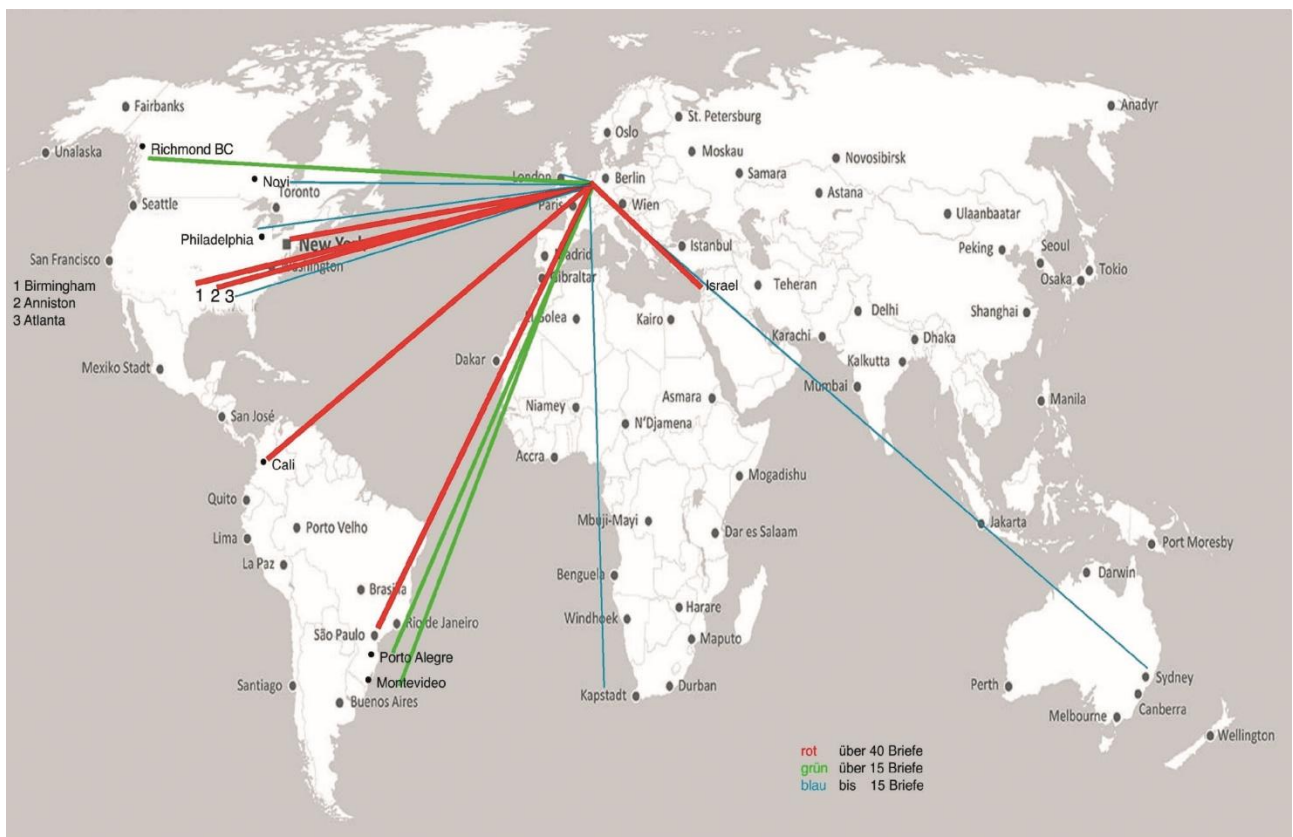 Fairbanks
Anadyr
St. Petersburg
Oslo
Unalaska
Richmond BC
Moskau
Novosibirsk
London
Berlin
Samara
Novi
Toronto
Astana
Seattle
Paris
Wien
Ulaanbaatar
Philadelphia
New York
Istanbul
Peking
Seoul
San Francisco
Washington
Madrid
Tokio
Gibraltar
Israel
Teheran
Osaka
1 Birmingham
2 Anniston
3 Atlanta
1 2 3
El Golea
Kairo
Delhi
Shanghai
Karachi
Dhaka
Mexiko Stadt
Dakar
Kalkutta
Mumbai
San José
Niamey
Asmara
Manila
N'Djamena
Cali
Accra
Mogadishu
Quito
Porto Velho
Mbuji-Mayi
Jakarta
Lima
Dar es Salaam
Port Moresby
La Paz
Benguela
Darwin
Brasilia
Harare
Windhoek
Rio de Janeiro
São Paulo
Maputo
Porto Alegre
Montevideo
Santiago
Kapstadt
Durban
Perth
Sydney
Buenos Aires
Canberra
Melbourne
Wellington
rot über 40 Briefe
grün über 15 Briefe
blau bis 15 Briefe